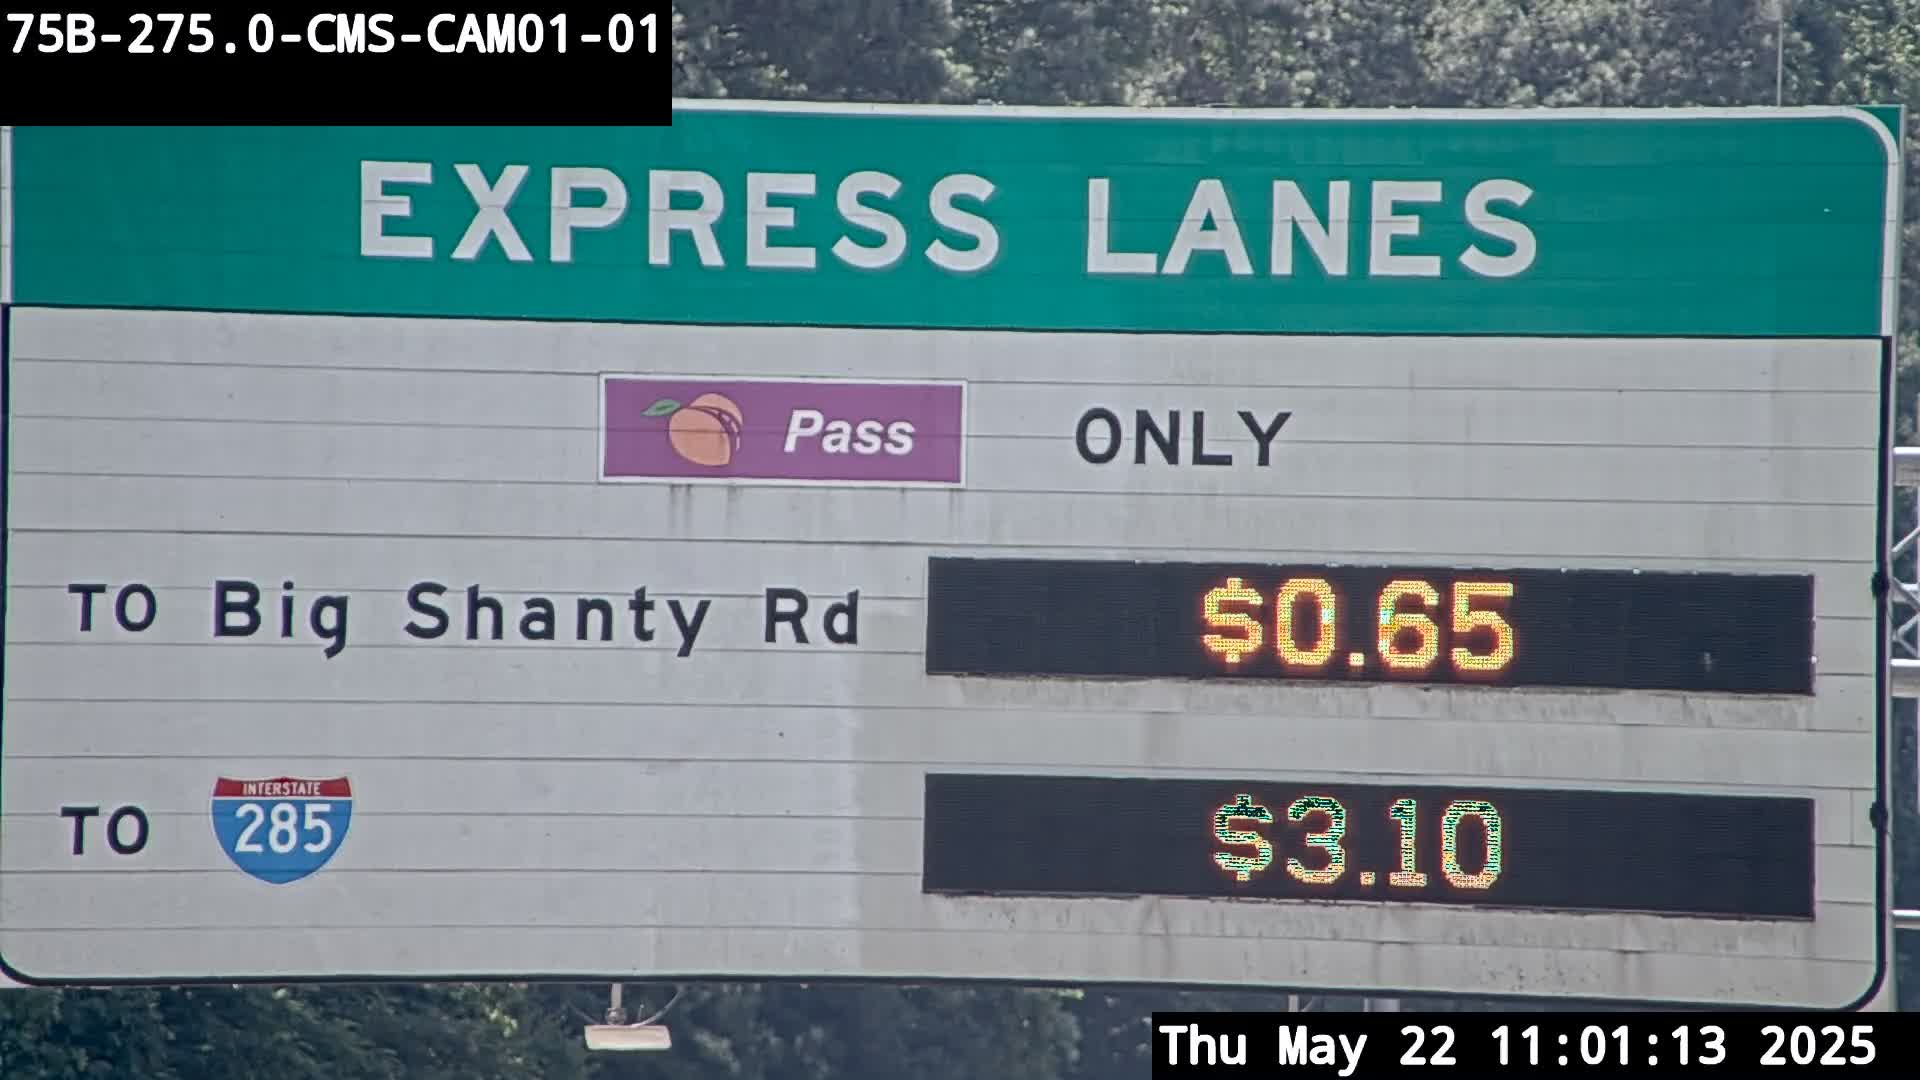 75B-275.0-CMS-CAM01-01
EXPRESS LANES
Pass ONLY
TO Big Shanty Rd $0.65
TO INTERSTATE 285 $3.10
Thu May 22 11:01:13 2025